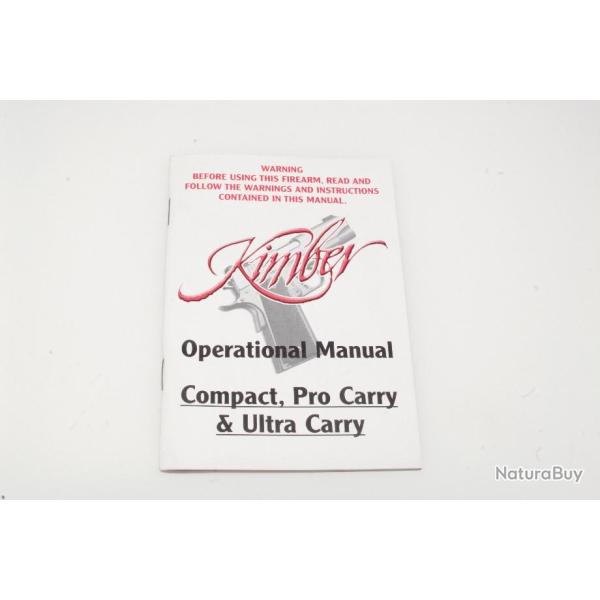 WARNING
BEFORE USING THIS FIREARM, READ AND
FOLLOW THE WARNINGS AND INSTRUCTIONS
CONTAINED IN THIS MANUAL.
Kimber
Operational Manual
Compact, Pro Carry
& Ultra Carry
NaturaBuy